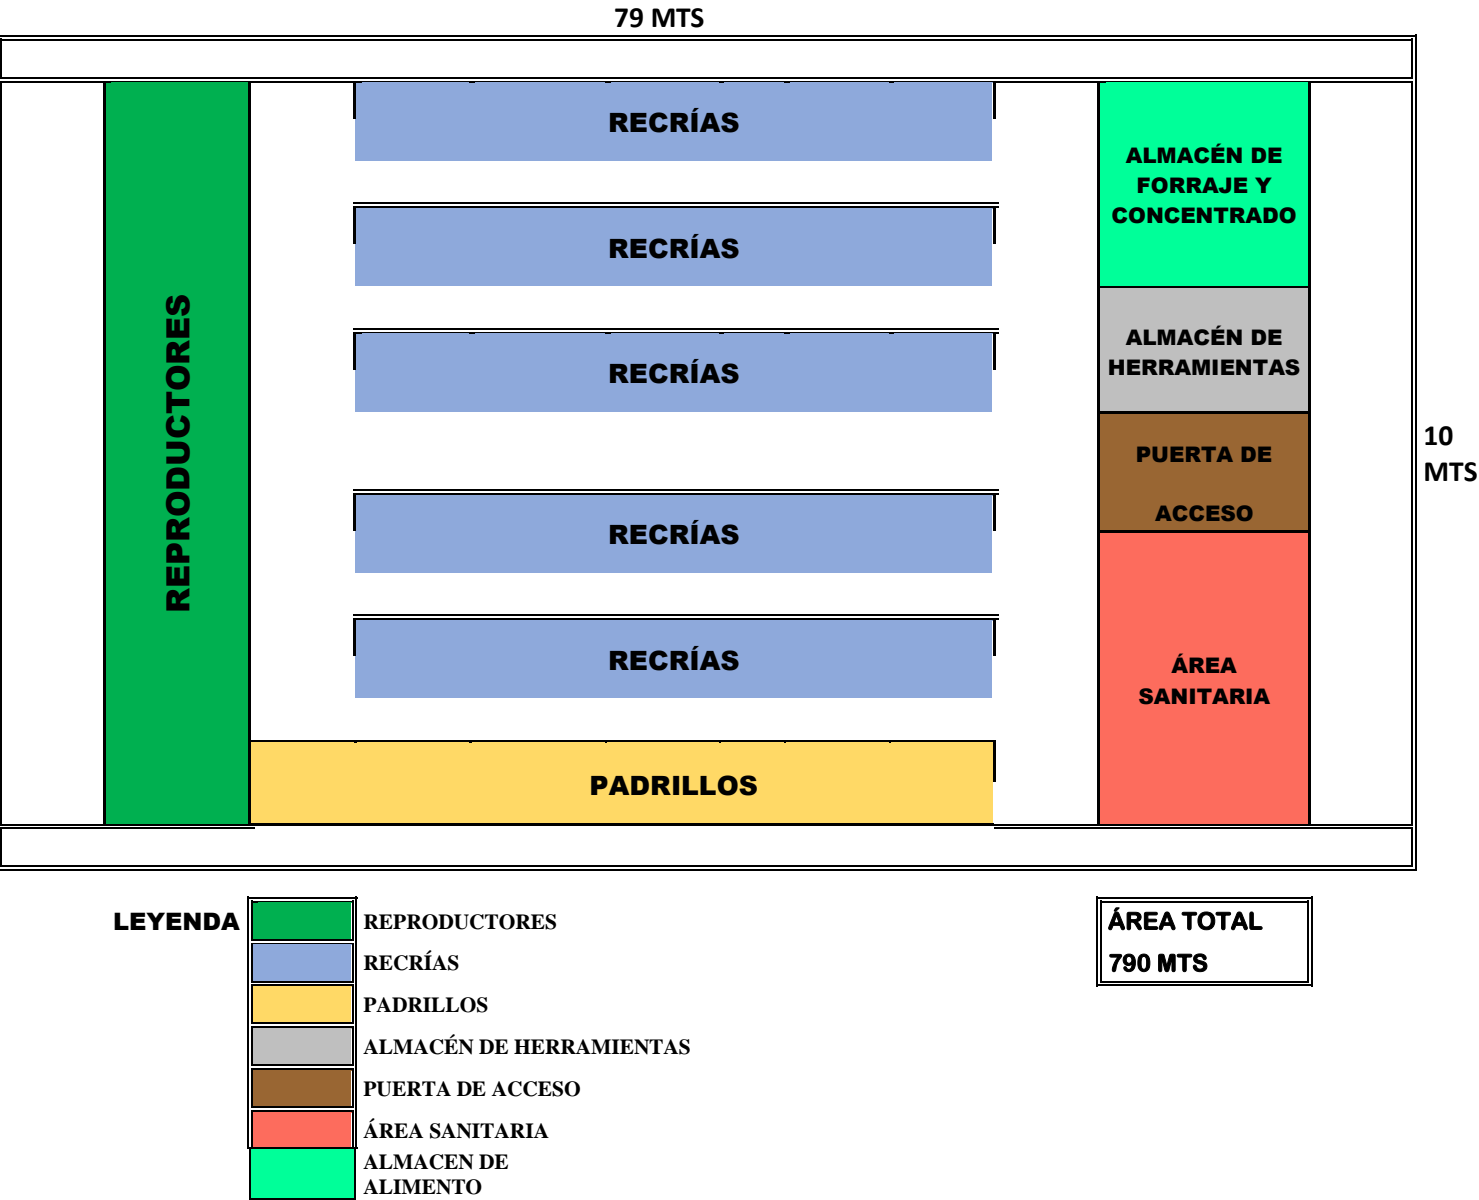 79 MTS
RECRÍAS
ALMACÉN DE
FORRAJE Y
CONCENTRADO
RECRÍAS
REPRODUCTORES
ALMACÉN DE
HERRAMIENTAS
RECRÍAS
10
MTS
PUERTA DE
ACCESO
RECRÍAS
RECRÍAS
ÁREA
SANITARIA
PADRILLOS
LEYENDA
REPRODUCTORES
RECRÍAS
PADRILLOS
ALMACÉN DE HERRAMIENTAS
PUERTA DE ACCESO
ÁREA SANITARIA
ALMACEN DE
ALIMENTO
ÁREA TOTAL
790 MTS